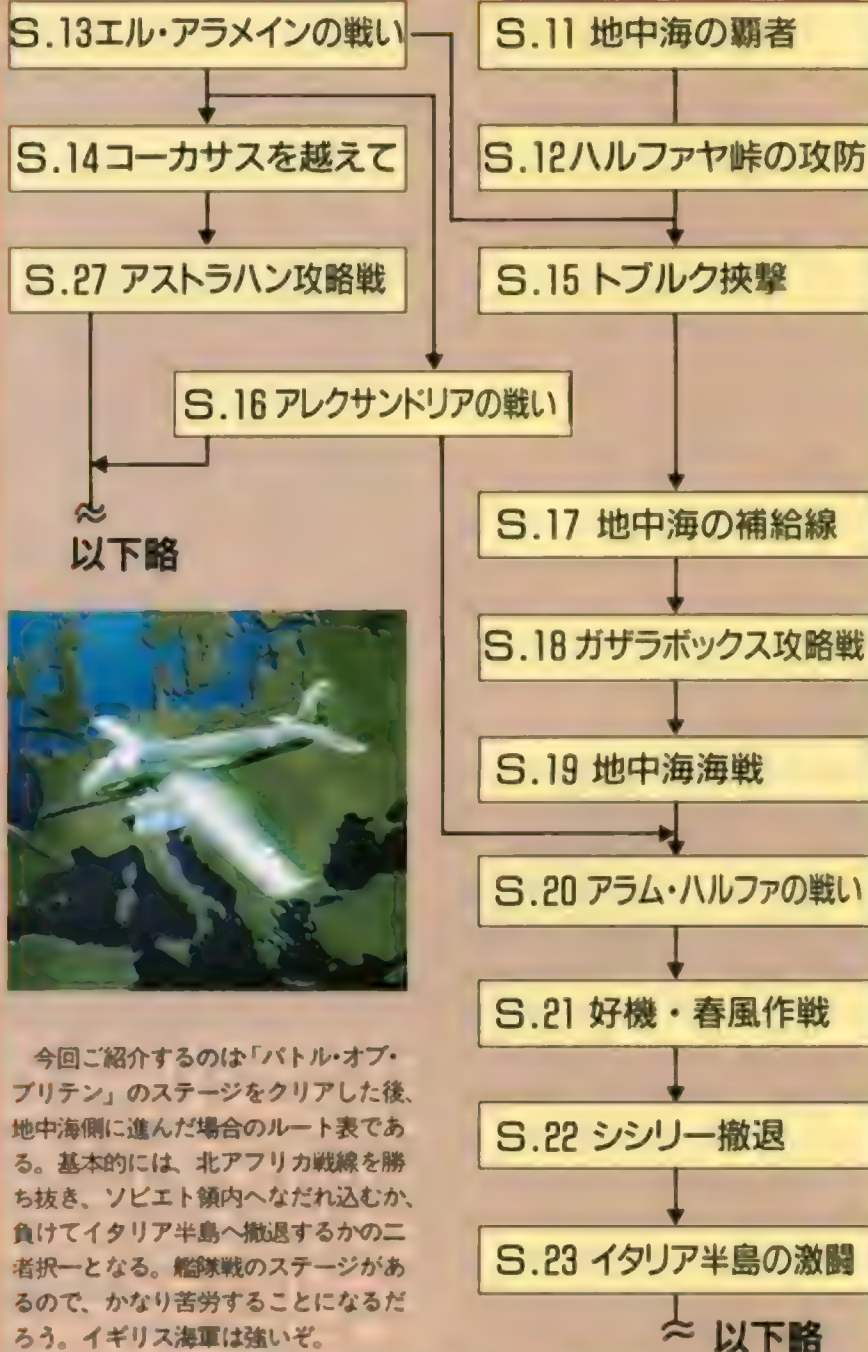 S.13エル・アラメインの戦い
S.11 地中海の覇者
S.14コーカサスを越えて
S.12ハルファヤ峠の攻防
S.27 アストラハン攻略戦
S.15 トブルク挟撃
S.16 アレクサンドリアの戦い
以下略
S.17 地中海の補給線
S.18 ガザラボックス攻略戦
S.19 地中海海戦
S.20 アラム・ハルファの戦い
S.21 好機・春風作戦
S.22 シシリー撤退
S.23 イタリア半島の激闘
以下略
今回ご紹介するのは「バトル・オブ・
ブリテン」のステージをクリアした後、
地中海側に進んだ場合のルート表であ
る。基本的には、北アフリカ戦線を勝
ち抜き、ソビエト領内へなだれ込むか、
負けてイタリア半島へ撤退するかの二
者択一となる。艦隊戦のステージがあ
るので、かなり苦労することになるだ
ろう。イギリス海軍は強いぞ。